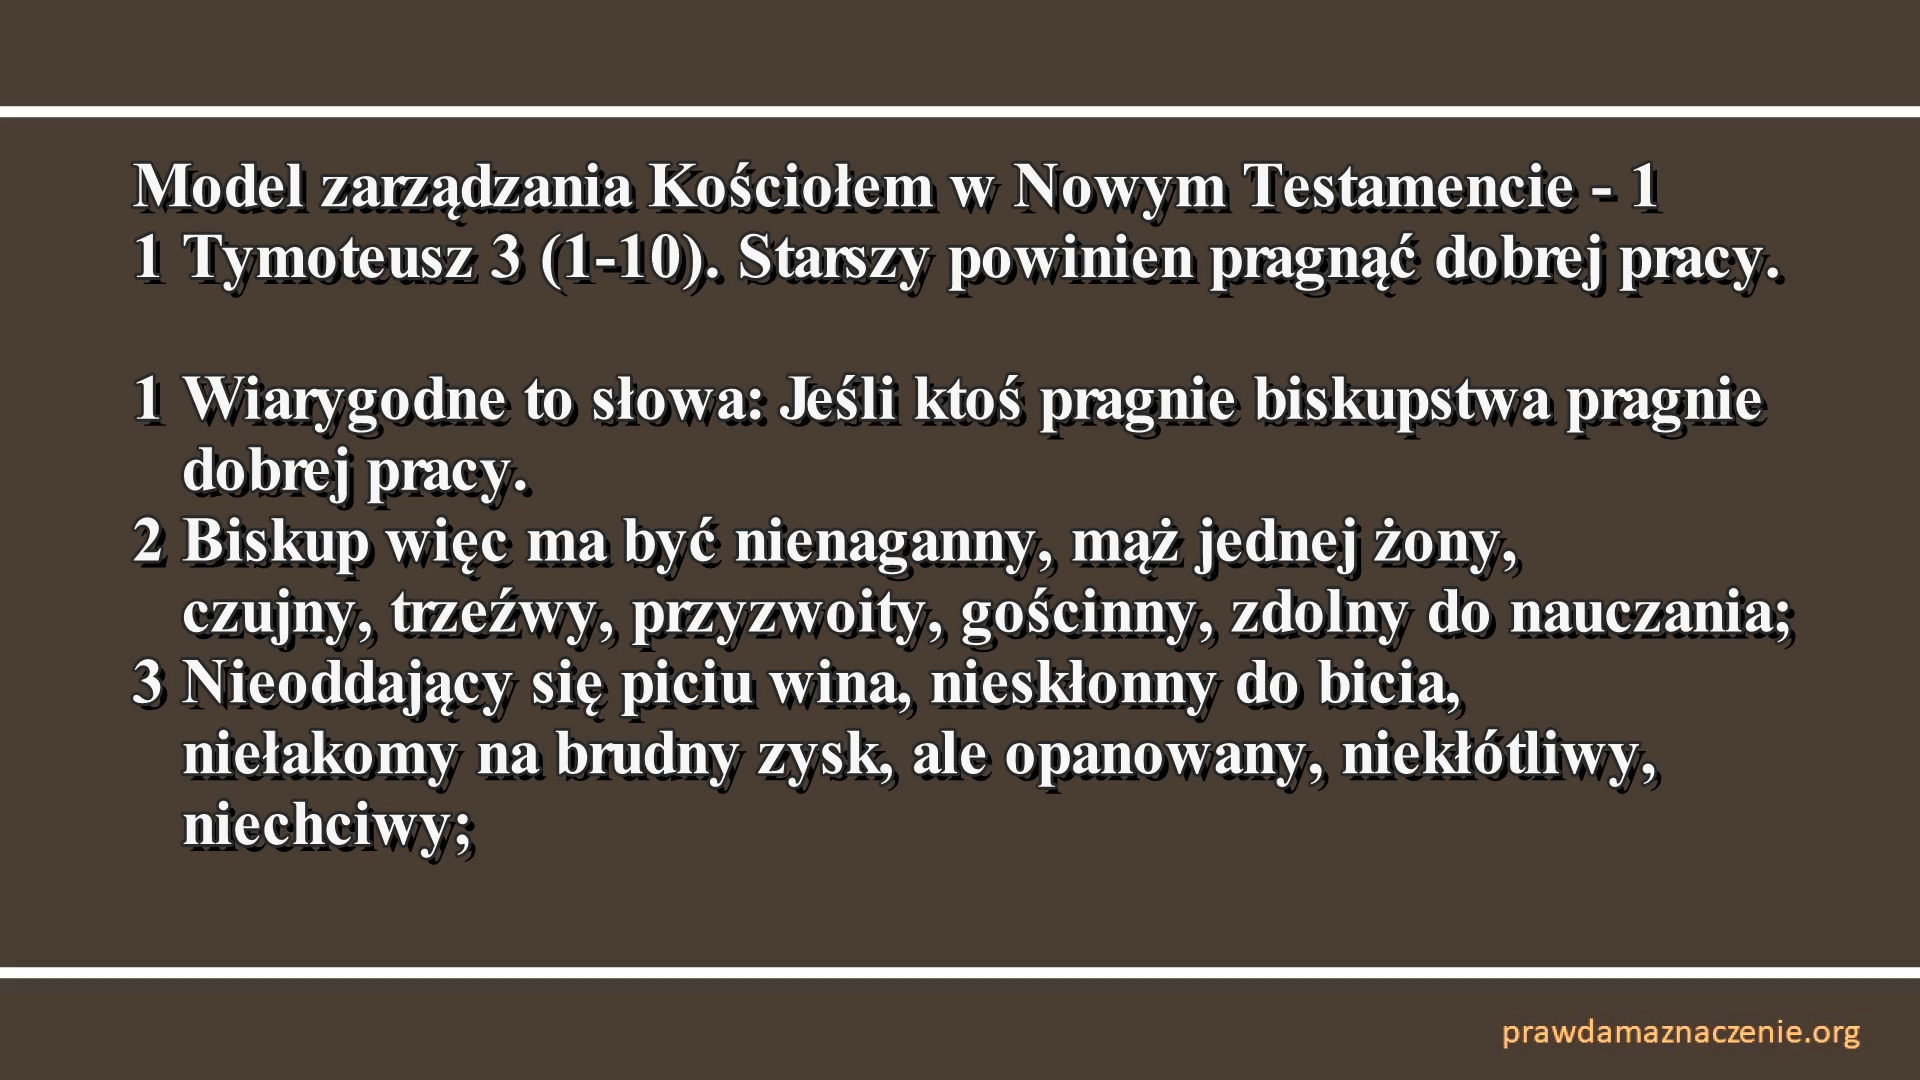 Model zarządzania Kościołem w Nowym Testamencie - 1
1 Tymoteusz 3 (1-10). Starszy powinien pragnąć dobrej pracy.
1 Wiarygodne to słowa: Jeśli ktoś pragnie biskupstwa pragnie
dobrej pracy.
2 Biskup więc ma być nienaganny, mąż jednej żony,
czujny, trzeźwy, przyzwoity, gościnny, zdolny do nauczania;
3 Nieoddający się piciu wina, nieskłonny do bicia,
niełakomy na brudny zysk, ale opanowany, niekłótliwy,
niechciwy;
prawdamaznaczenie.org